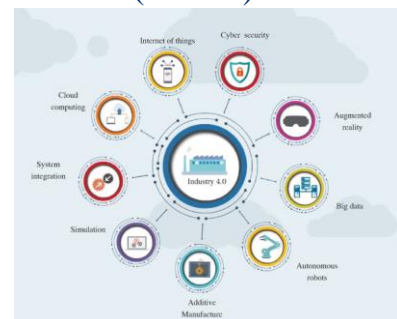 Internet of things
Cyber security
Cloud
computing
Augmented
reality
System
integration
Industry 4.0
Big data
Simulation
Autonomous
robots
Additive
Manufacture